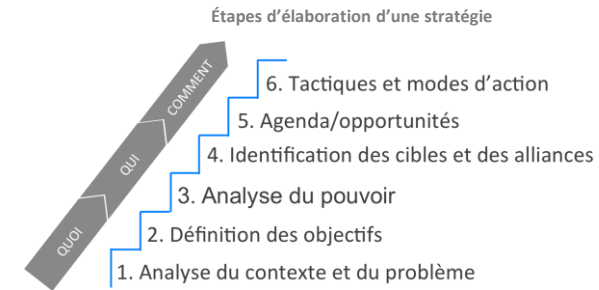 Étapes d’élaboration d’une stratégie
COMMENT
QUI
QUOI
6. Tactiques et modes d’action
5. Agenda/opportunités
4. Identification des cibles et des alliances
3. Analyse du pouvoir
2. Définition des objectifs
1. Analyse du contexte et du problème